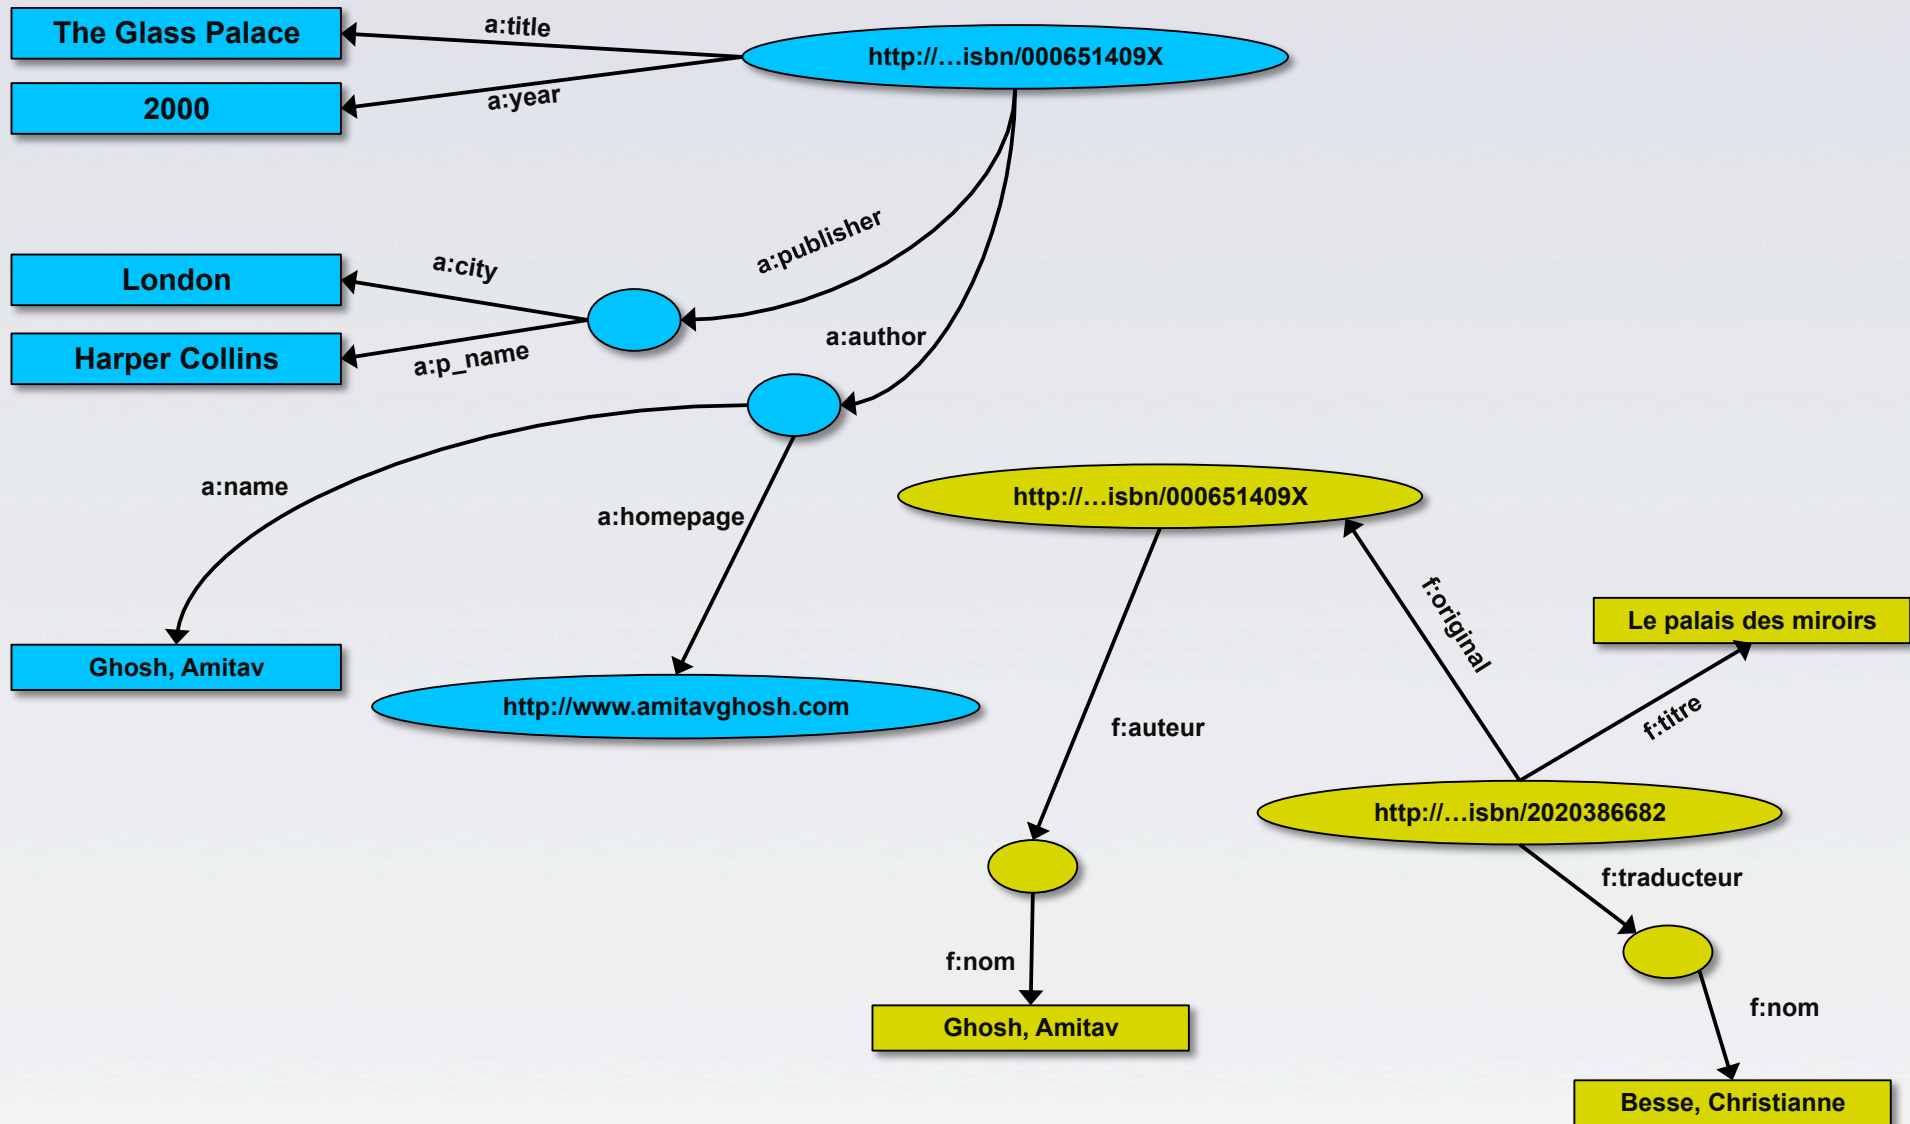 The Glass Palace
a:title
http://…isbn/000651409X
2000
a:year
a:publisher
London
a:city
a:author
Harper Collins
a:p_name
a:name
a:homepage
http://…isbn/000651409X
f:original
Le palais des miroirs
Ghosh, Amitav
http://www.amitavghosh.com
f:auteur
f:titre
http://…isbn/2020386682
f:traducteur
f:nom
f:nom
Ghosh, Amitav
Besse, Christianne